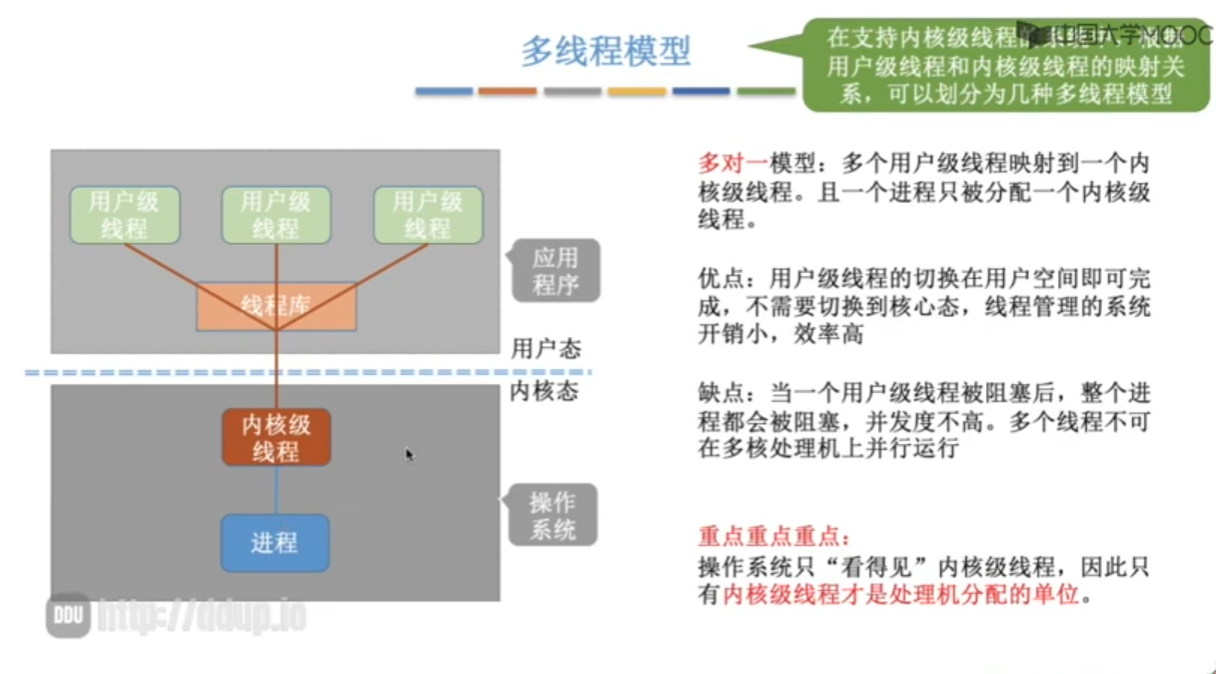 多线程模型
中国大学MOOC
在支持内核级线程的系统中，根据
用户级线程和内核级线程的映射关
系，可以划分为几种多线程模型
用户级
线程
用户级
线程
用户级
线程
线程库
应用
程序
用户态
内核态
内核级
线程
进程
操作
系统
DDU http://ddup.io
多对一模型：多个用户级线程映射到一个内
核级线程。且一个进程只被分配一个内核级
线程。
优点：用户级线程的切换在用户空间即可完
成，不需要切换到核心态，线程管理的系统
开销小，效率高
缺点：当一个用户级线程被阻塞后，整个进
程都会被阻塞，并发度不高。多个线程不可
在多核处理机上并行运行
重点重点重点：
操作系统只“看得见”内核级线程，因此只
有内核级线程才是处理机分配的单位。